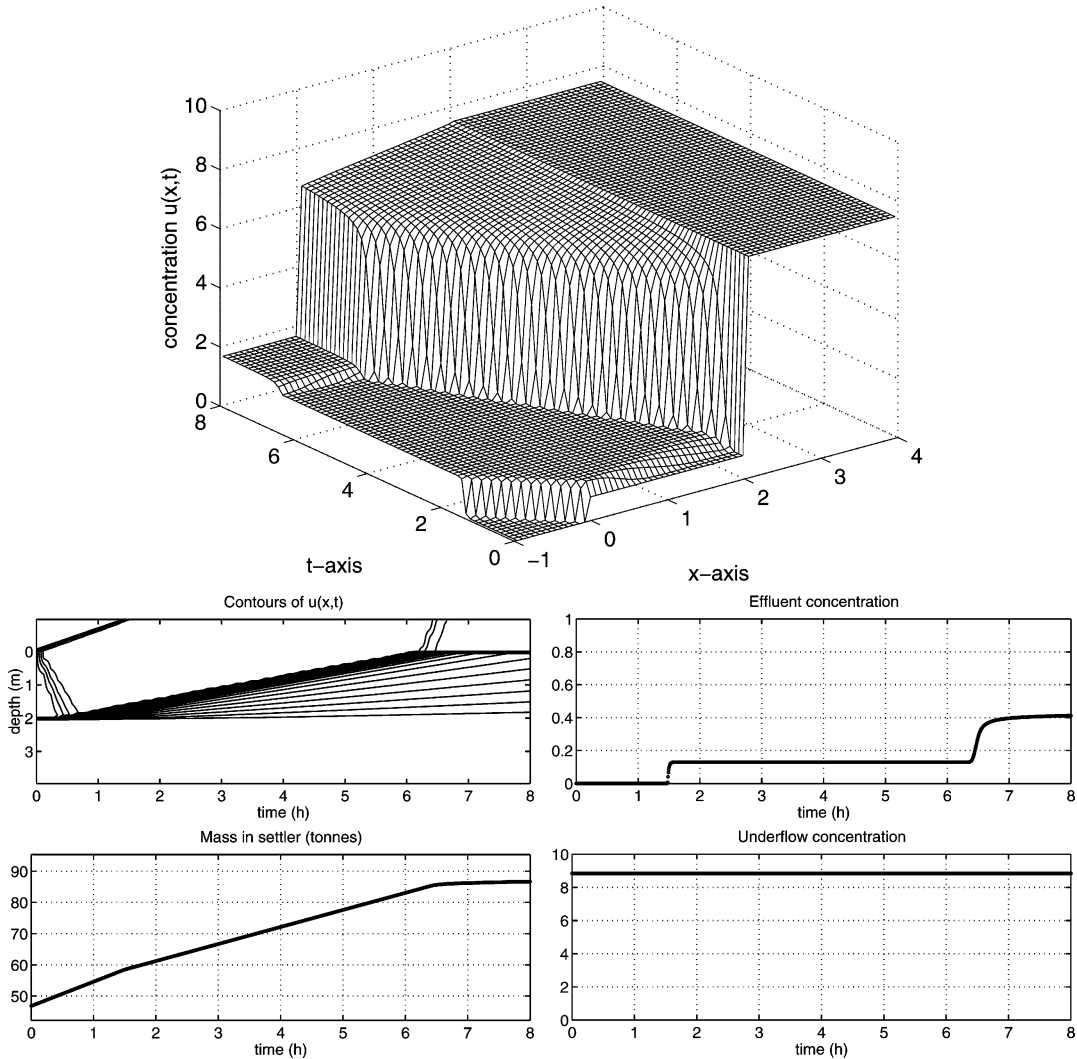 10
8
6
4
2
0
concentration u(x,t)
8
6
4
2
0
t−axis
−1
0
1
2
3
4
x−axis
Contours of u(x,t)
0
1
2
3
depth (m)
0 1 2 3 4 5 6 7 8
time (h)
Effluent concentration
1
0.8
0.6
0.4
0.2
0
0 1 2 3 4 5 6 7 8
time (h)
Mass in settler (tonnes)
90
80
70
60
50
0 1 2 3 4 5 6 7 8
time (h)
Underflow concentration
10
8
6
4
2
0
0 1 2 3 4 5 6 7 8
time (h)